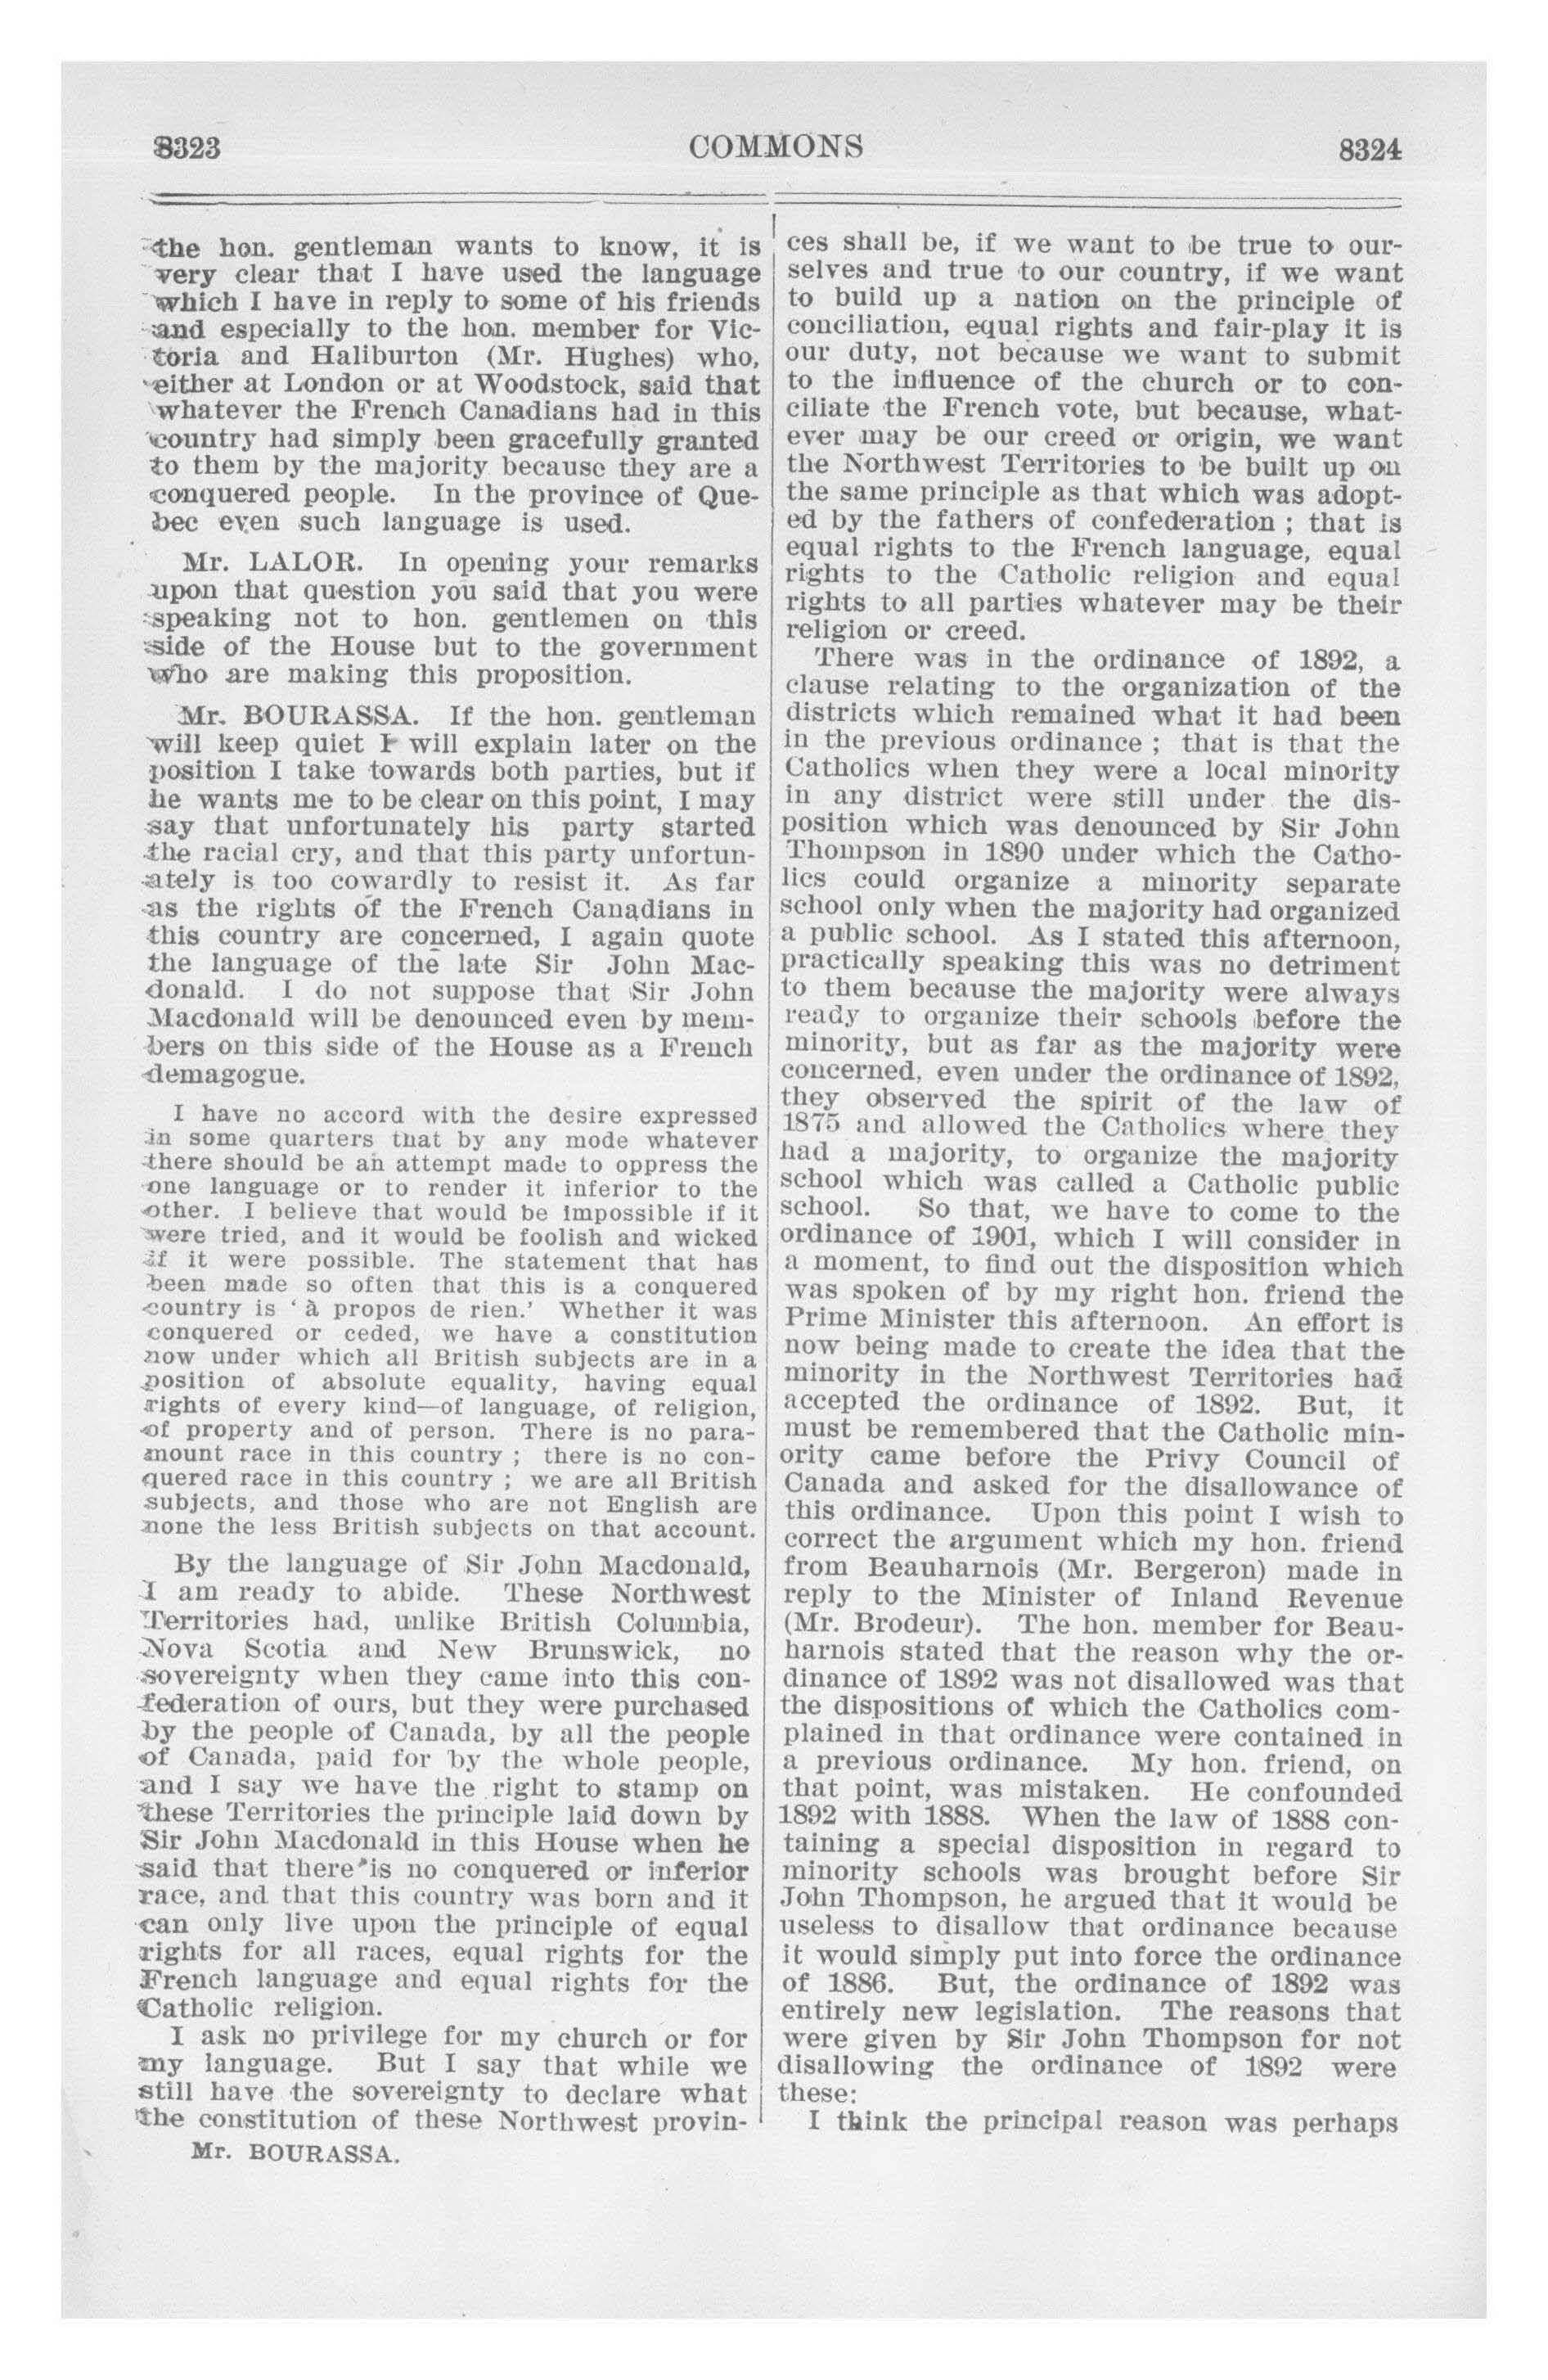 8323
COMMONS
8324
the hon. gentleman wants to know, it is
very clear that I have used the language
which I have in reply to some of his friends
and especially to the hon. member for Vic-
toria and Haliburton (Mr. Hughes) who,
either at London or at Woodstock, said that
whatever the French Canadians had in this
country had simply been gracefully granted
to them by the majority because they are a
conquered people. In the province of Que-
bec even such language is used.
Mr. LALOR. In opening your remarks
upon that question you said that you were
speaking not to hon. gentlemen on this
side of the House but to the government
who are making this proposition.
Mr. BOURASSA. If the hon. gentleman
will keep quiet I will explain later on the
position I take towards both parties, but if
he wants me to be clear on this point, I may
say that unfortunately his party started
the racial cry, and that this party unfortun-
ately is too cowardly to resist it. As far
as the rights of the French Canadians in
this country are concerned, I again quote
the language of the late Sir John Mac-
donald. I do not suppose that Sir John
Macdonald will be denounced even by mem-
bers on this side of the House as a French
demagogue.
I have no accord with the desire expressed
in some quarters that by any mode whatever
there should be an attempt made to oppress the
one language or to render it inferior to the
other. I believe that would be impossible if it
were tried, and it would be foolish and wicked
if it were possible. The statement that has
been made so often that this is a conquered
country is ‘ à propos de rien.’ Whether it was
conquered or ceded, we have a constitution
now under which all British subjects are in a
position of absolute equality, having equal
rights of every kind—of language, of religion,
of property and of person. There is no para-
mount race in this country ; there is no con-
quered race in this country ; we are all British
subjects, and those who are not English are
none the less British subjects on that account.
By the language of Sir John Macdonald,
I am ready to abide. These Northwest
Territories had, unlike British Columbia,
Nova Scotia and New Brunswick, no
sovereignty when they came into this con-
federation of ours, but they were purchased
by the people of Canada, by all the people
of Canada, paid for by the whole people,
and I say we have the right to stamp on
these Territories the principle laid down by
Sir John Macdonald in this House when he
said that there is no conquered or inferior
race, and that this country was born and it
can only live upon the principle of equal
rights for all races, equal rights for the
French language and equal rights for the
Catholic religion.
I ask no privilege for my church or for
my language. But I say that while we
still have the sovereignty to declare what
the constitution of these Northwest provin-
Mr. BOURASSA.
ces shall be, if we want to be true to our-
selves and true to our country, if we want
to build up a nation on the principle of
conciliation, equal rights and fair-play it is
our duty, not because we want to submit
to the influence of the church or to con-
ciliate the French vote, but because, what-
ever may be our creed or origin, we want
the Northwest Territories to be built up on
the same principle as that which was adopt-
ed by the fathers of confederation ; that is
equal rights to the French language, equal
rights to the Catholic religion and equal
rights to all parties whatever may be their
religion or creed.
There was in the ordinance of 1892, a
clause relating to the organization of the
districts which remained what it had been
in the previous ordinance ; that is that the
Catholics when they were a local minority
in any district were still under the dis-
position which was denounced by Sir John
Thompson in 1890 under which the Catho-
lics could organize a minority separate
school only when the majority had organized
a public school. As I stated this afternoon,
practically speaking this was no detriment
to them because the majority were always
ready to organize their schools before the
minority, but as far as the majority were
concerned, even under the ordinance of 1892,
they observed the spirit of the law of
1875 and allowed the Catholics where they
had a majority, to organize the majority
school which was called a Catholic public
school. So that, we have to come to the
ordinance of 1901, which I will consider in
a moment, to find out the disposition which
was spoken of by my right hon. friend the
Prime Minister this afternoon. An effort is
now being made to create the idea that the
minority in the Northwest Territories had
accepted the ordinance of 1892. But, it
must be remembered that the Catholic min-
ority came before the Privy Council of
Canada and asked for the disallowance of
this ordinance. Upon this point I wish to
correct the argument which my hon. friend
from Beauharnois (Mr. Bergeron) made in
reply to the Minister of Inland Revenue
(Mr. Brodeur). The hon. member for Beau-
harnois stated that the reason why the or-
dinance of 1892 was not disallowed was that
the dispositions of which the Catholics com-
plained in that ordinance were contained in
a previous ordinance. My hon. friend, on
that point, was mistaken. He confounded
1892 with 1888. When the law of 1888 con-
taining a special disposition in regard to
minority schools was brought before Sir
John Thompson, he argued that it would be
useless to disallow that ordinance because
it would simply put into force the ordinance
of 1886. But, the ordinance of 1892 was
entirely new legislation. The reasons that
were given by Sir John Thompson for not
disallowing the ordinance of 1892 were
these:
I think the principal reason was perhaps